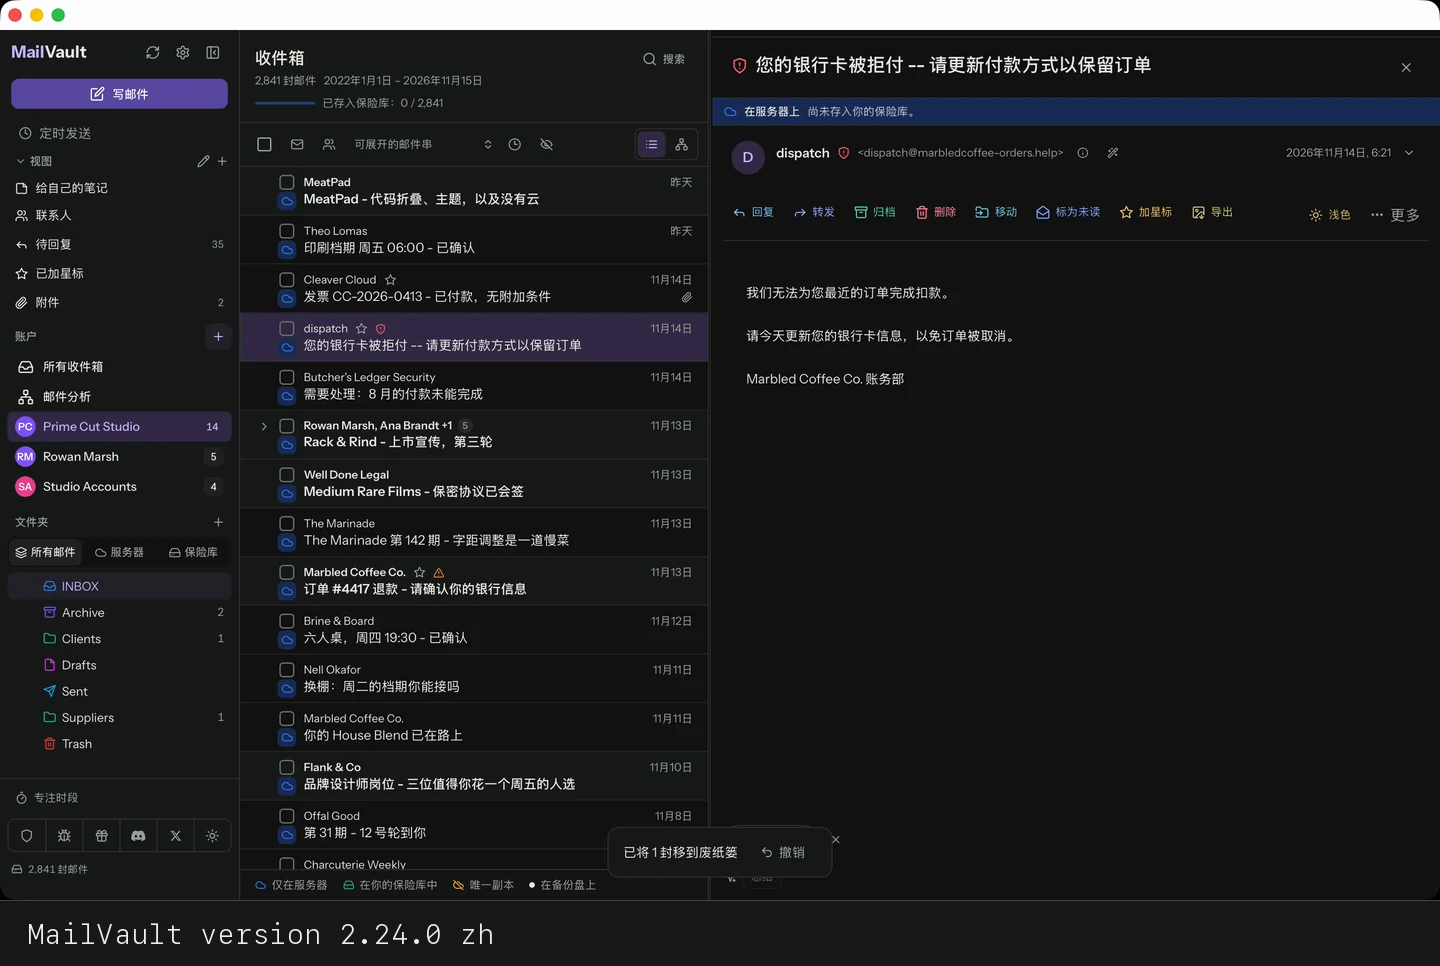 MailVault
写邮件
定时发送
视图
给自己的笔记
联系人
待回复 35
已加星标
附件 2
账户
所有收件箱
邮件分析
PC Prime Cut Studio 14
RM Rowan Marsh 5
SA Studio Accounts 4
文件夹
所有邮件 服务器 保险库
INBOX
Archive 2
Clients 1
Drafts
Sent
Suppliers 1
Trash
专注时段
2,841 封邮件
收件箱
搜索
2,841 封邮件 2022年1月1日 – 2026年11月15日
已存入保险库：0 / 2,841
可展开的邮件串
MeatPad 昨天
MeatPad - 代码折叠、主题，以及没有云
Theo Lomas 昨天
印刷档期 周五 06:00 - 已确认
Cleaver Cloud 11月14日
发票 CC-2026-0413 - 已付款，无附加条件
dispatch 11月14日
您的银行卡被拒付 -- 请更新付款方式以保留订单
Butcher's Ledger Security 11月14日
需要处理：8 月的付款未能完成
Rowan Marsh, Ana Brandt +1 5 11月13日
Rack & Rind - 上市宣传，第三轮
Well Done Legal 11月13日
Medium Rare Films - 保密协议已会签
The Marinade 11月13日
The Marinade 第 142 期 - 字距调整是一道慢菜
Marbled Coffee Co. 11月13日
订单 #4417 退款 - 请确认你的银行信息
Brine & Board 11月12日
六人桌，周四 19:30 - 已确认
Nell Okafor 11月11日
换棚：周二的档期你能接吗
Marbled Coffee Co. 11月11日
你的 House Blend 已在路上
Flank & Co 11月10日
品牌设计师岗位 - 三位值得你花一个周五的人选
Offal Good 11月8日
第 31 期 - 12 号轮到你
Charcuterie Weekly
仅在服务器 在你的保险库中 唯一副本 在备份盘上
您的银行卡被拒付 -- 请更新付款方式以保留订单
在服务器上 尚未存入你的保险库。
D dispatch <dispatch@marbledcoffee-orders.help> 2026年11月14日, 6:21
回复 转发 归档 删除 移动 标为未读 加星标 导出 浅色 更多
我们无法为您最近的订单完成扣款。
请今天更新您的银行卡信息，以免订单被取消。
Marbled Coffee Co. 账务部
已将 1 封移到废纸篓 撤销
MailVault version 2.24.0 zh